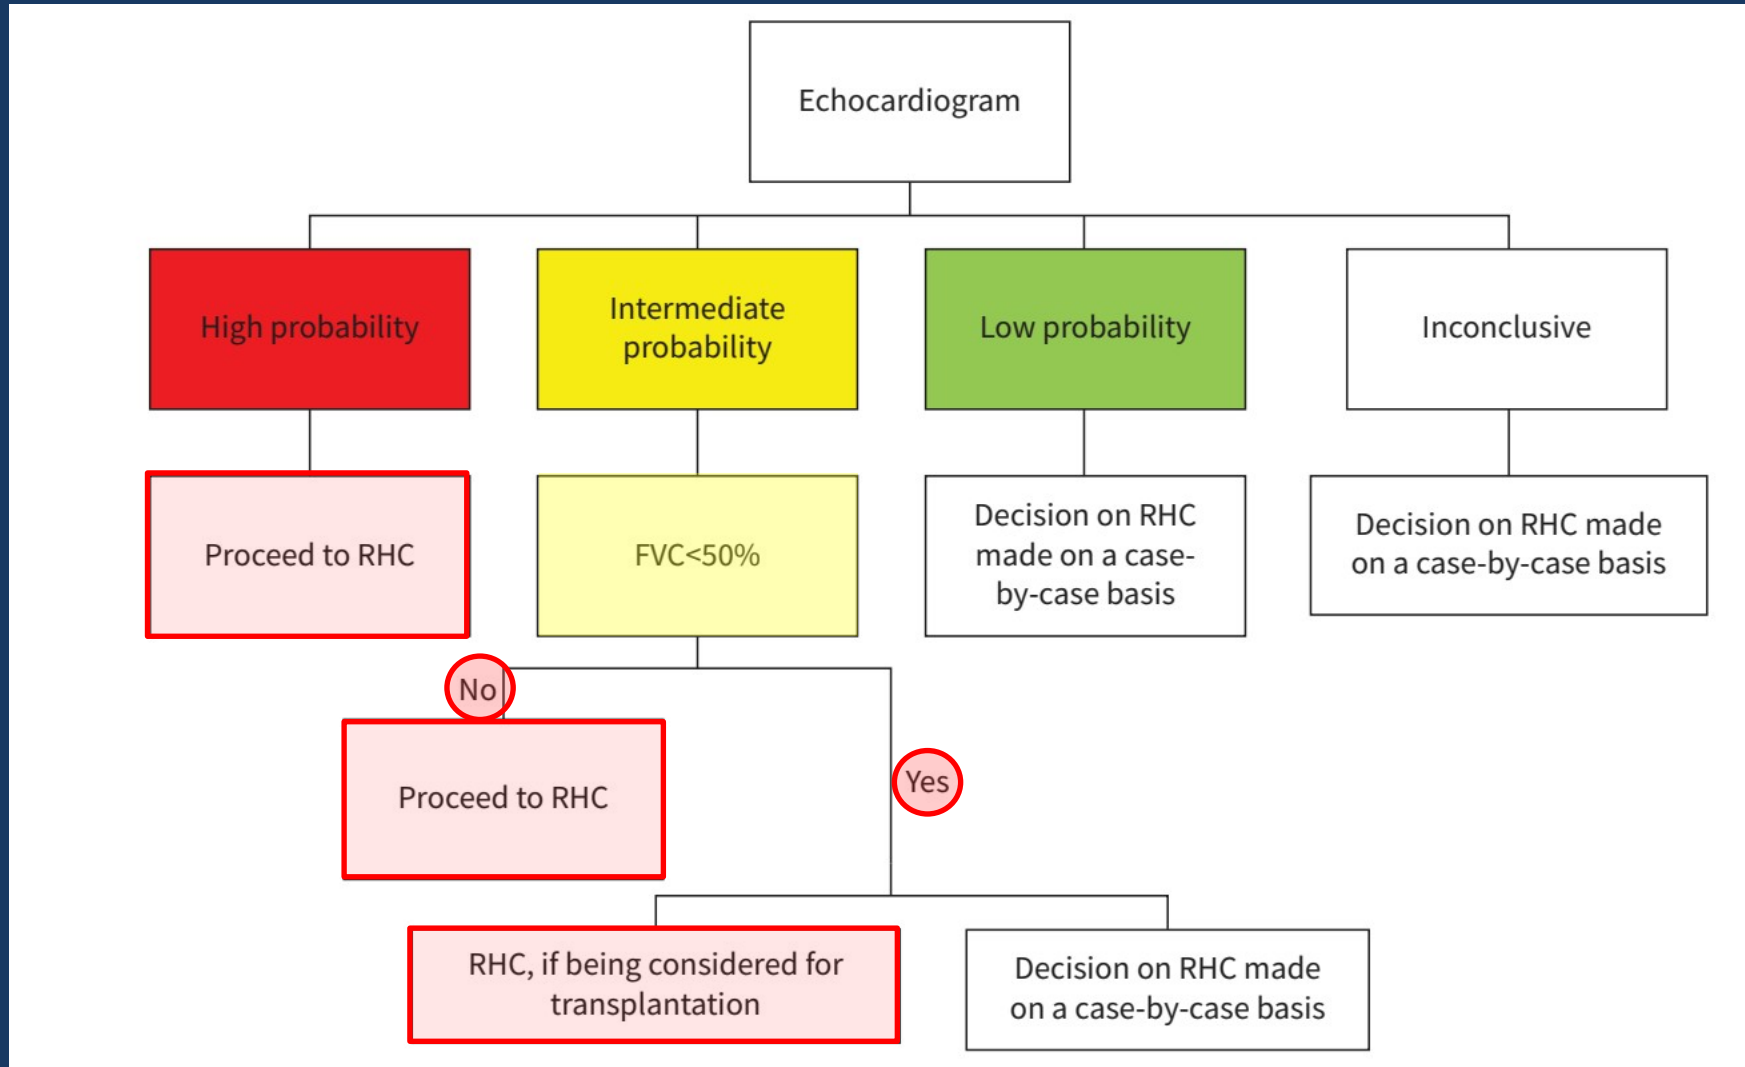 Echocardiogram
High probability
Intermediate
probability
Low probability
Inconclusive
Proceed to RHC
FVC<50%
Decision on RHC
made on a case-
by-case basis
Decision on RHC made
on a case-by-case basis
No
Proceed to RHC
Yes
RHC, if being considered for
transplantation
Decision on RHC made
on a case-by-case basis